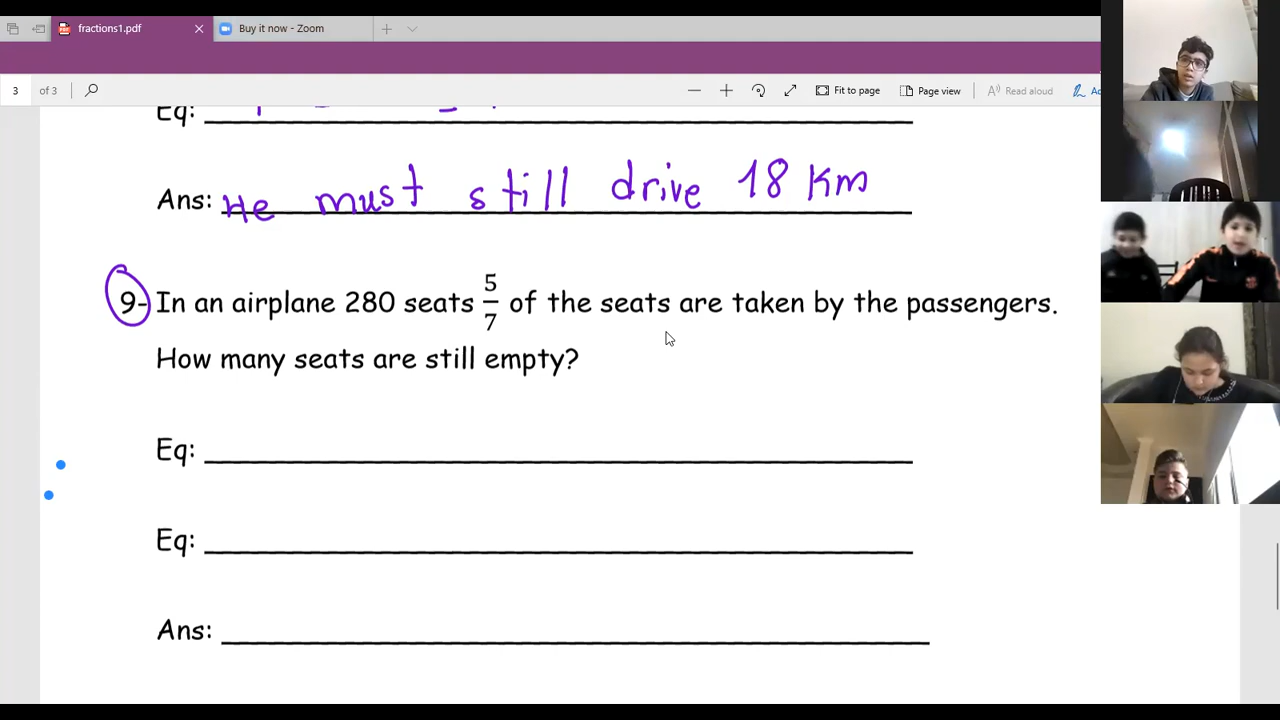 fractions1.pdf
Buy it now - Zoom
3 of 3
Fit to page
Page view
Read aloud
Eq:
Ans: He must still drive 18 Km
9- In an airplane 280 seats 5/7 of the seats are taken by the passengers.
How many seats are still empty?
Eq:
Eq:
Ans: